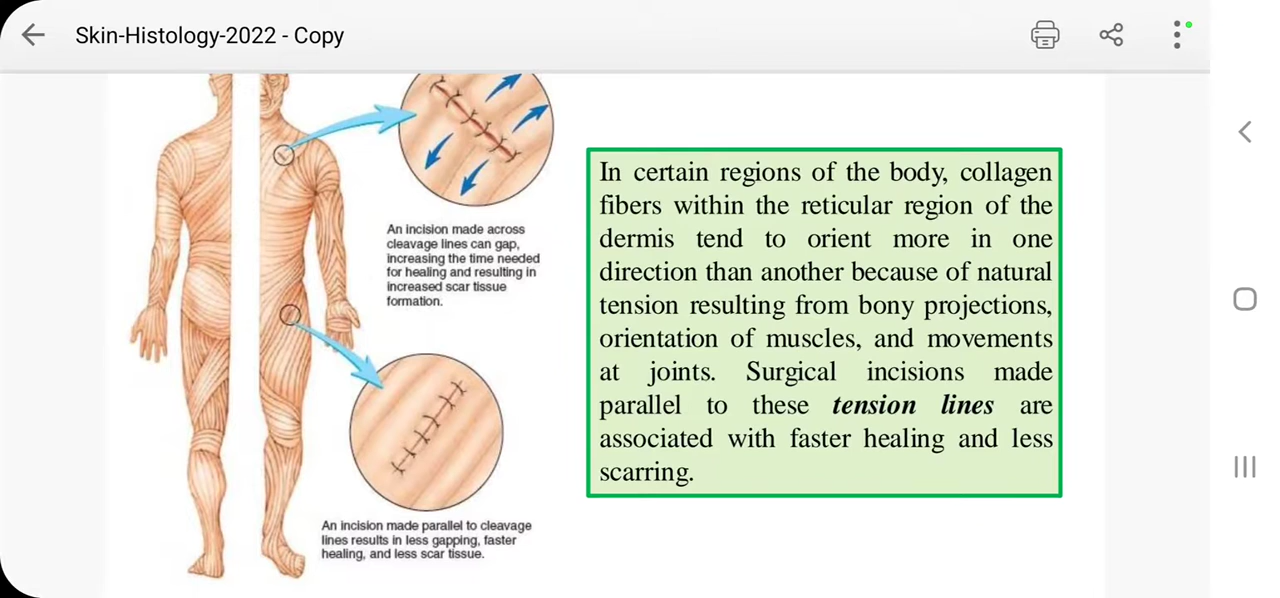 Skin-Histology-2022 - Copy
An incision made across
cleavage lines can gap,
increasing the time needed
for healing and resulting in
increased scar tissue
formation.
An incision made parallel to cleavage
lines results in less gapping, faster
healing, and less scar tissue.
In certain regions of the body, collagen
fibers within the reticular region of the
dermis tend to orient more in one
direction than another because of natural
tension resulting from bony projections,
orientation of muscles, and movements
at joints. Surgical incisions made
parallel to these tension lines are
associated with faster healing and less
scarring.